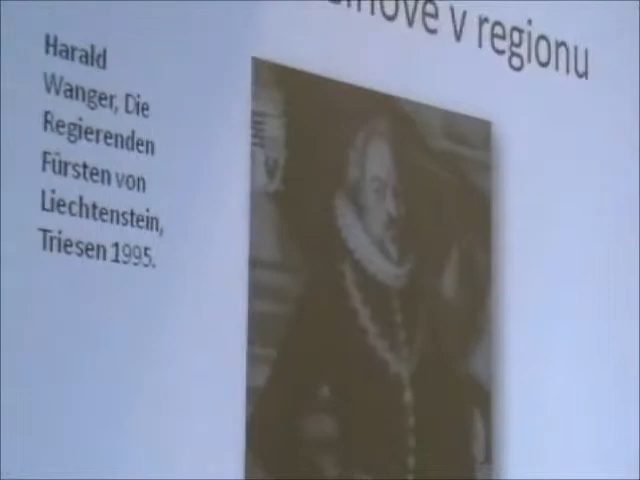 v regionu
Harald
Wanger, Die
Regierenden
Fürsten von
Liechtenstein,
Triesen 1995.